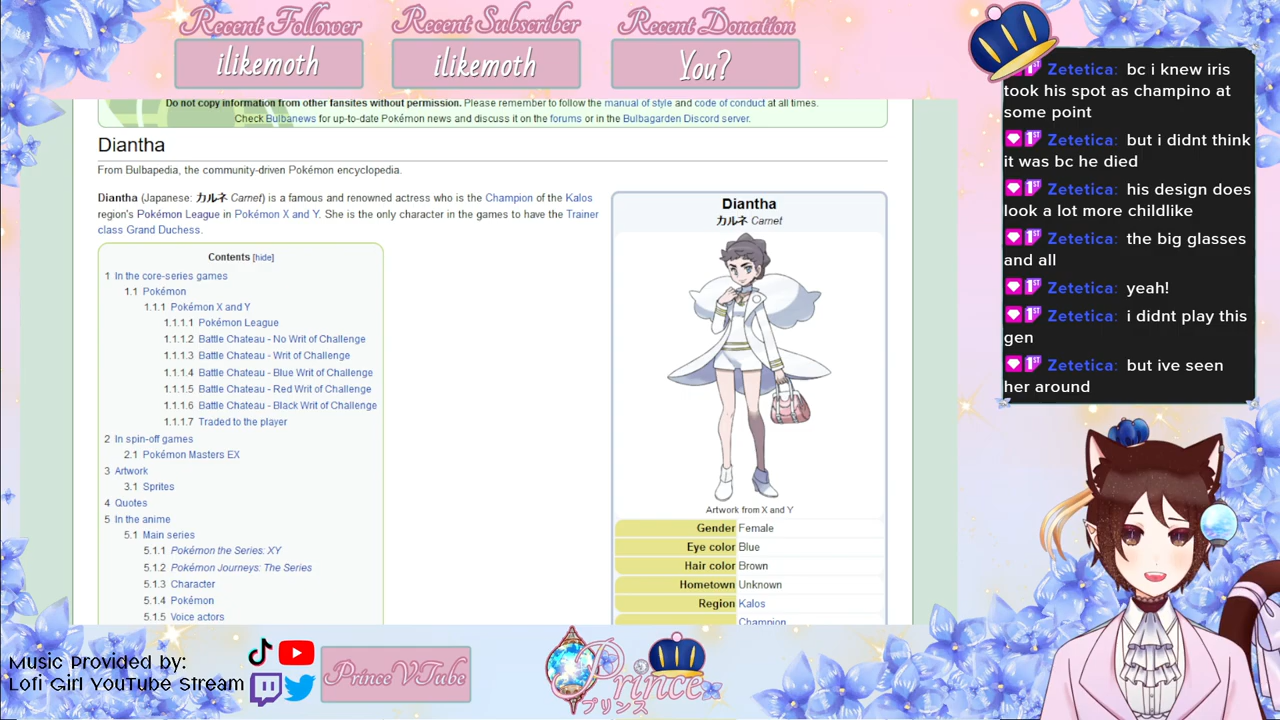 Recent Follower
ilikemoth
Recent Subscriber
ilikemoth
Recent Donation
You?
Do not copy information from other fansites without permission. Please remember to follow the manual of style and code of conduct at all times.
Check Bulbanews for up-to-date Pokémon news and discuss it on the forums or in the Bulbagarden Discord server.
Diantha
From Bulbapedia, the community-driven Pokémon encyclopedia.
Diantha (Japanese: カルネ Carnet) is a famous and renowned actress who is the Champion of the Kalos
region's Pokémon League in Pokémon X and Y. She is the only character in the games to have the Trainer
class Grand Duchess.
Contents [hide]
1 In the core-series games
1.1 Pokémon
1.1.1 Pokémon X and Y
1.1.1.1 Pokémon League
1.1.1.2 Battle Chateau - No Writ of Challenge
1.1.1.3 Battle Chateau - Writ of Challenge
1.1.1.4 Battle Chateau - Blue Writ of Challenge
1.1.1.5 Battle Chateau - Red Writ of Challenge
1.1.1.6 Battle Chateau - Black Writ of Challenge
1.1.1.7 Traded to the player
2 In spin-off games
2.1 Pokémon Masters EX
3 Artwork
3.1 Sprites
4 Quotes
5 In the anime
5.1 Main series
5.1.1 Pokémon the Series: XY
5.1.2 Pokémon Journeys: The Series
5.1.3 Character
5.1.4 Pokémon
5.1.5 Voice actors
Diantha
カルネ Carnet
Artwork from X and Y
Gender Female
Eye color Blue
Hair color Brown
Hometown Unknown
Region Kalos
Champion
Zetetica: bc i knew iris
took his spot as champino at
some point
Zetetica: but i didnt think
it was bc he died
Zetetica: his design does
look a lot more childlike
Zetetica: the big glasses
and all
Zetetica: yeah!
Zetetica: i didnt play this
gen
Zetetica: but ive seen
her around
Music Provided by:
Lofi Girl YouTube Stream
PrinceVTube
Prince
プリンス